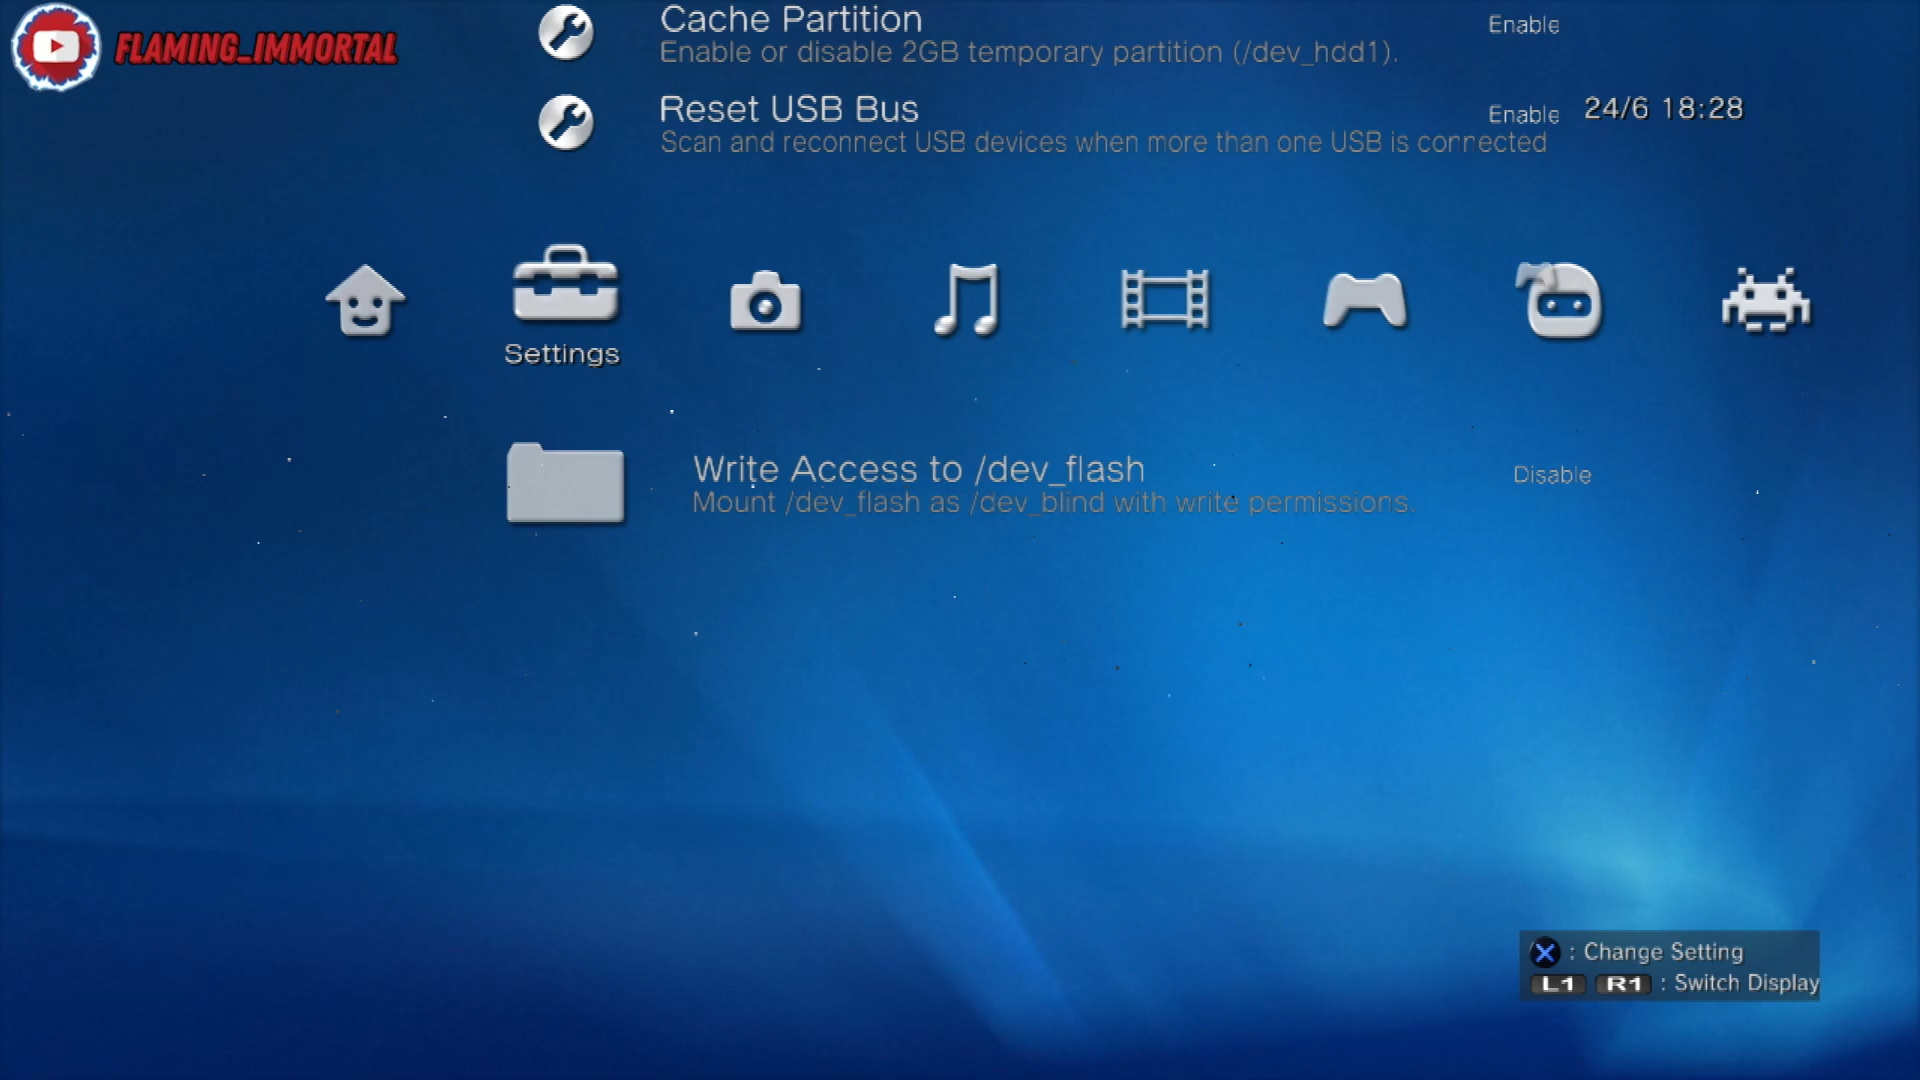 FLAMING_IMMORTAL
Cache Partition
Enable
Enable or disable 2GB temporary partition (/dev_hdd1).
Reset USB Bus
Enable
24/6 18:28
Scan and reconnect USB devices when more than one USB is connected
Settings
Write Access to /dev_flash
Disable
Mount /dev_flash as /dev_blind with write permissions.
: Change Setting
L1 R1 : Switch Display